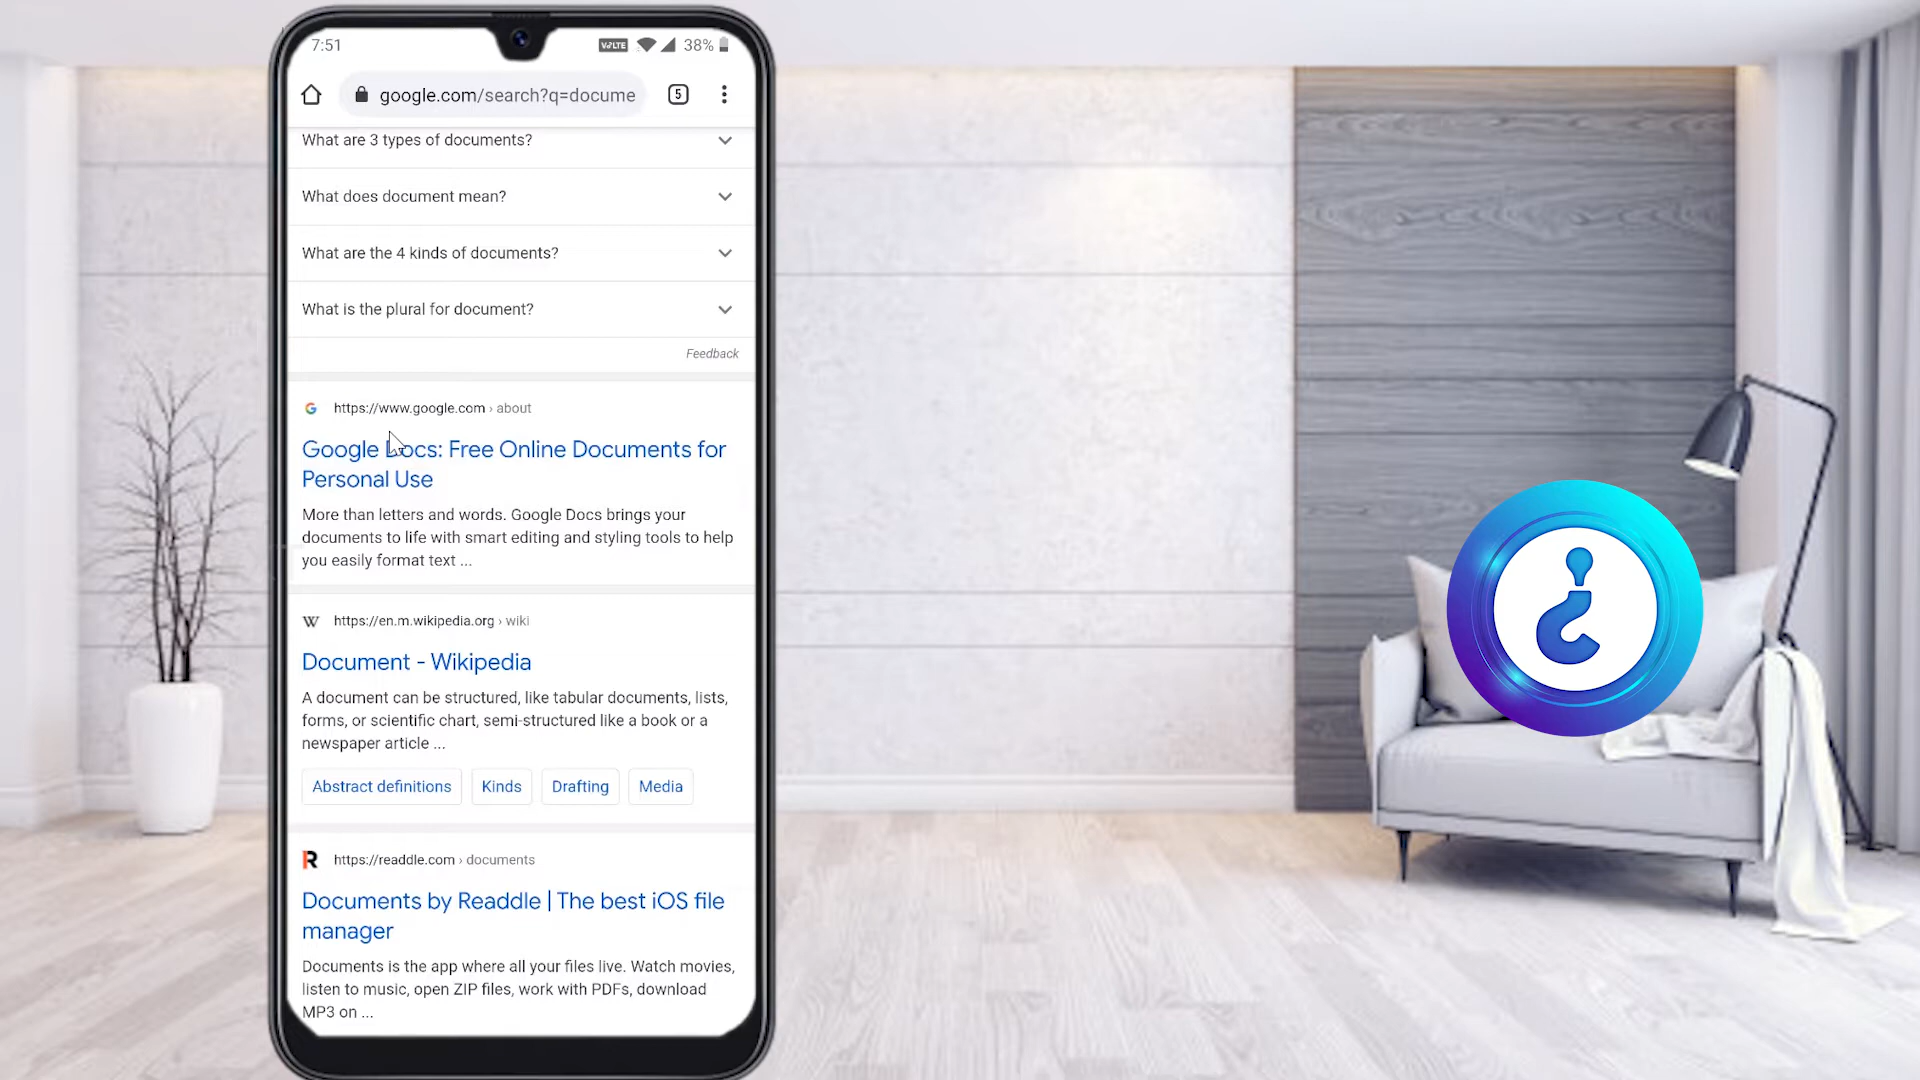 7:51
VoLTE
38%
google.com/search?q=docume
5
What are 3 types of documents?
What does document mean?
What are the 4 kinds of documents?
What is the plural for document?
Feedback
https://www.google.com › about
Google Docs: Free Online Documents for
Personal Use
More than letters and words. Google Docs brings your
documents to life with smart editing and styling tools to help
you easily format text ...
W
https://en.m.wikipedia.org › wiki
Document - Wikipedia
A document can be structured, like tabular documents, lists,
forms, or scientific chart, semi-structured like a book or a
newspaper article ...
Abstract definitions
Kinds
Drafting
Media
R
https://readdle.com › documents
Documents by Readdle | The best iOS file
manager
Documents is the app where all your files live. Watch movies,
listen to music, open ZIP files, work with PDFs, download
MP3 on ...